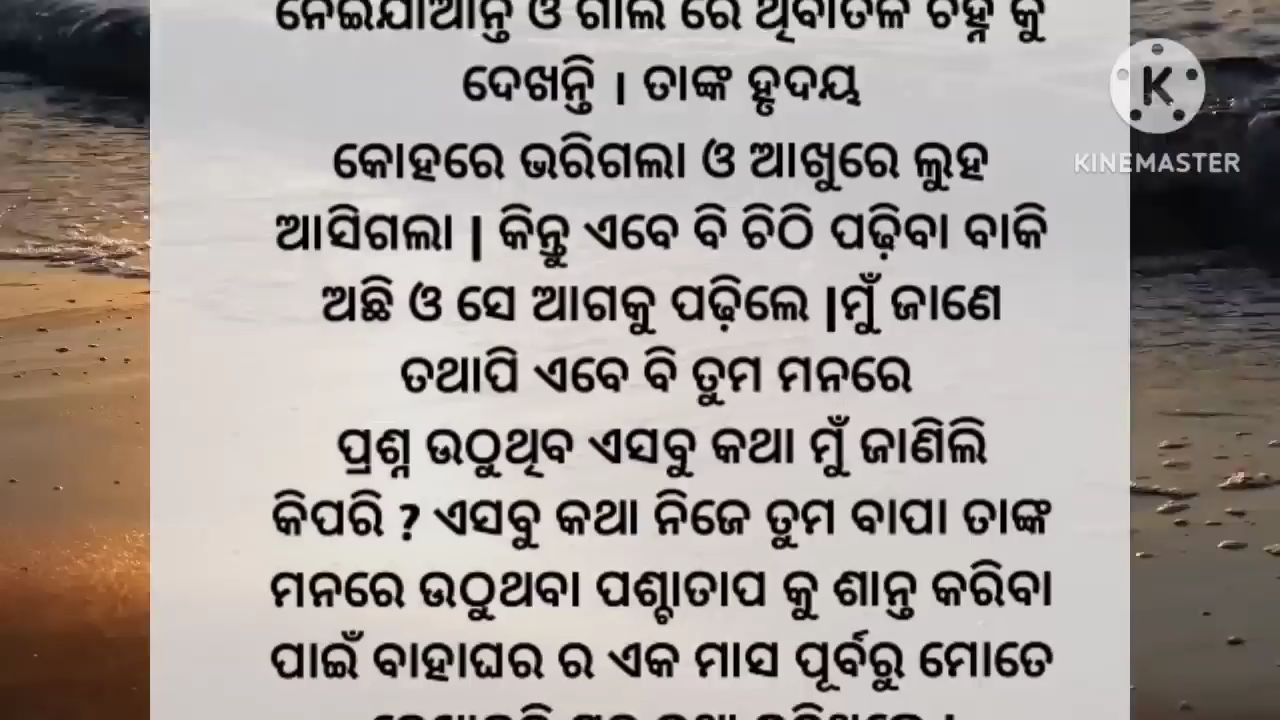 ନେଇଯାଆନ୍ତି ଓ ଗାଲ ରେ ଥିବା ତିଳ ଚିହ୍ନ କୁ
ଦେଖନ୍ତି । ତାଙ୍କ ହୃଦୟ
KINEMASTER
କୋହରେ ଭରିଗଲା ଓ ଆଖୁରେ ଲୁହ
ଆସିଗଲା | କିନ୍ତୁ ଏବେ ବି ଚିଠି ପଢ଼ିବା ବାକି
ଅଛି ଓ ସେ ଆଗକୁ ପଢ଼ିଲେ |ମୁଁ ଜାଣେ
ତଥାପି ଏବେ ବି ତୁମ ମନରେ
ପ୍ରଶ୍ନ ଉଠୁଥିବ ଏସବୁ କଥା ମୁଁ ଜାଣିଲି
କିପରି ? ଏସବୁ କଥା ନିଜେ ତୁମ ବାପା ତାଙ୍କ
ମନରେ ଉଠୁଥବା ପଶ୍ଚାତାପ କୁ ଶାନ୍ତ କରିବା
ପାଇଁ ବାହାଘର ର ଏକ ମାସ ପୂର୍ବରୁ ମୋତେ